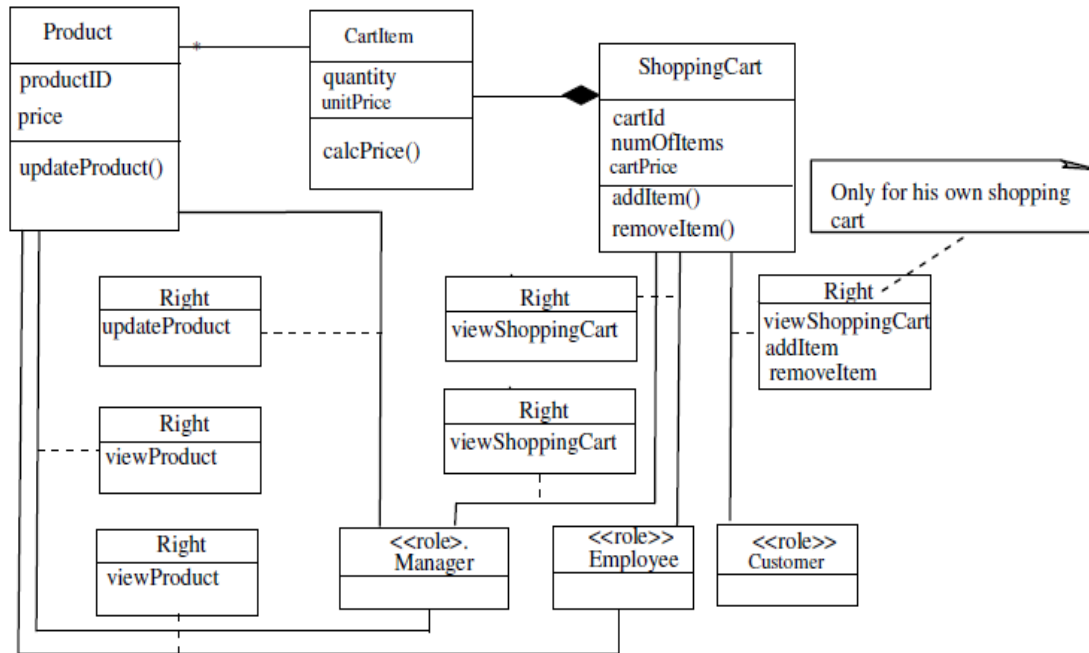 Product
productID
price
updateProduct()
*
CartItem
quantity
unitPrice
calcPrice()
ShoppingCart
cartId
numOfItems
cartPrice
addItem()
removeItem()
Only for his own shopping
cart
Right
updateProduct
Right
viewShoppingCart
Right
viewShoppingCart
addItem
removeItem
Right
viewProduct
Right
viewShoppingCart
Right
viewProduct
<<role>.
Manager
<<role>>
Employee
<<role>>
Customer